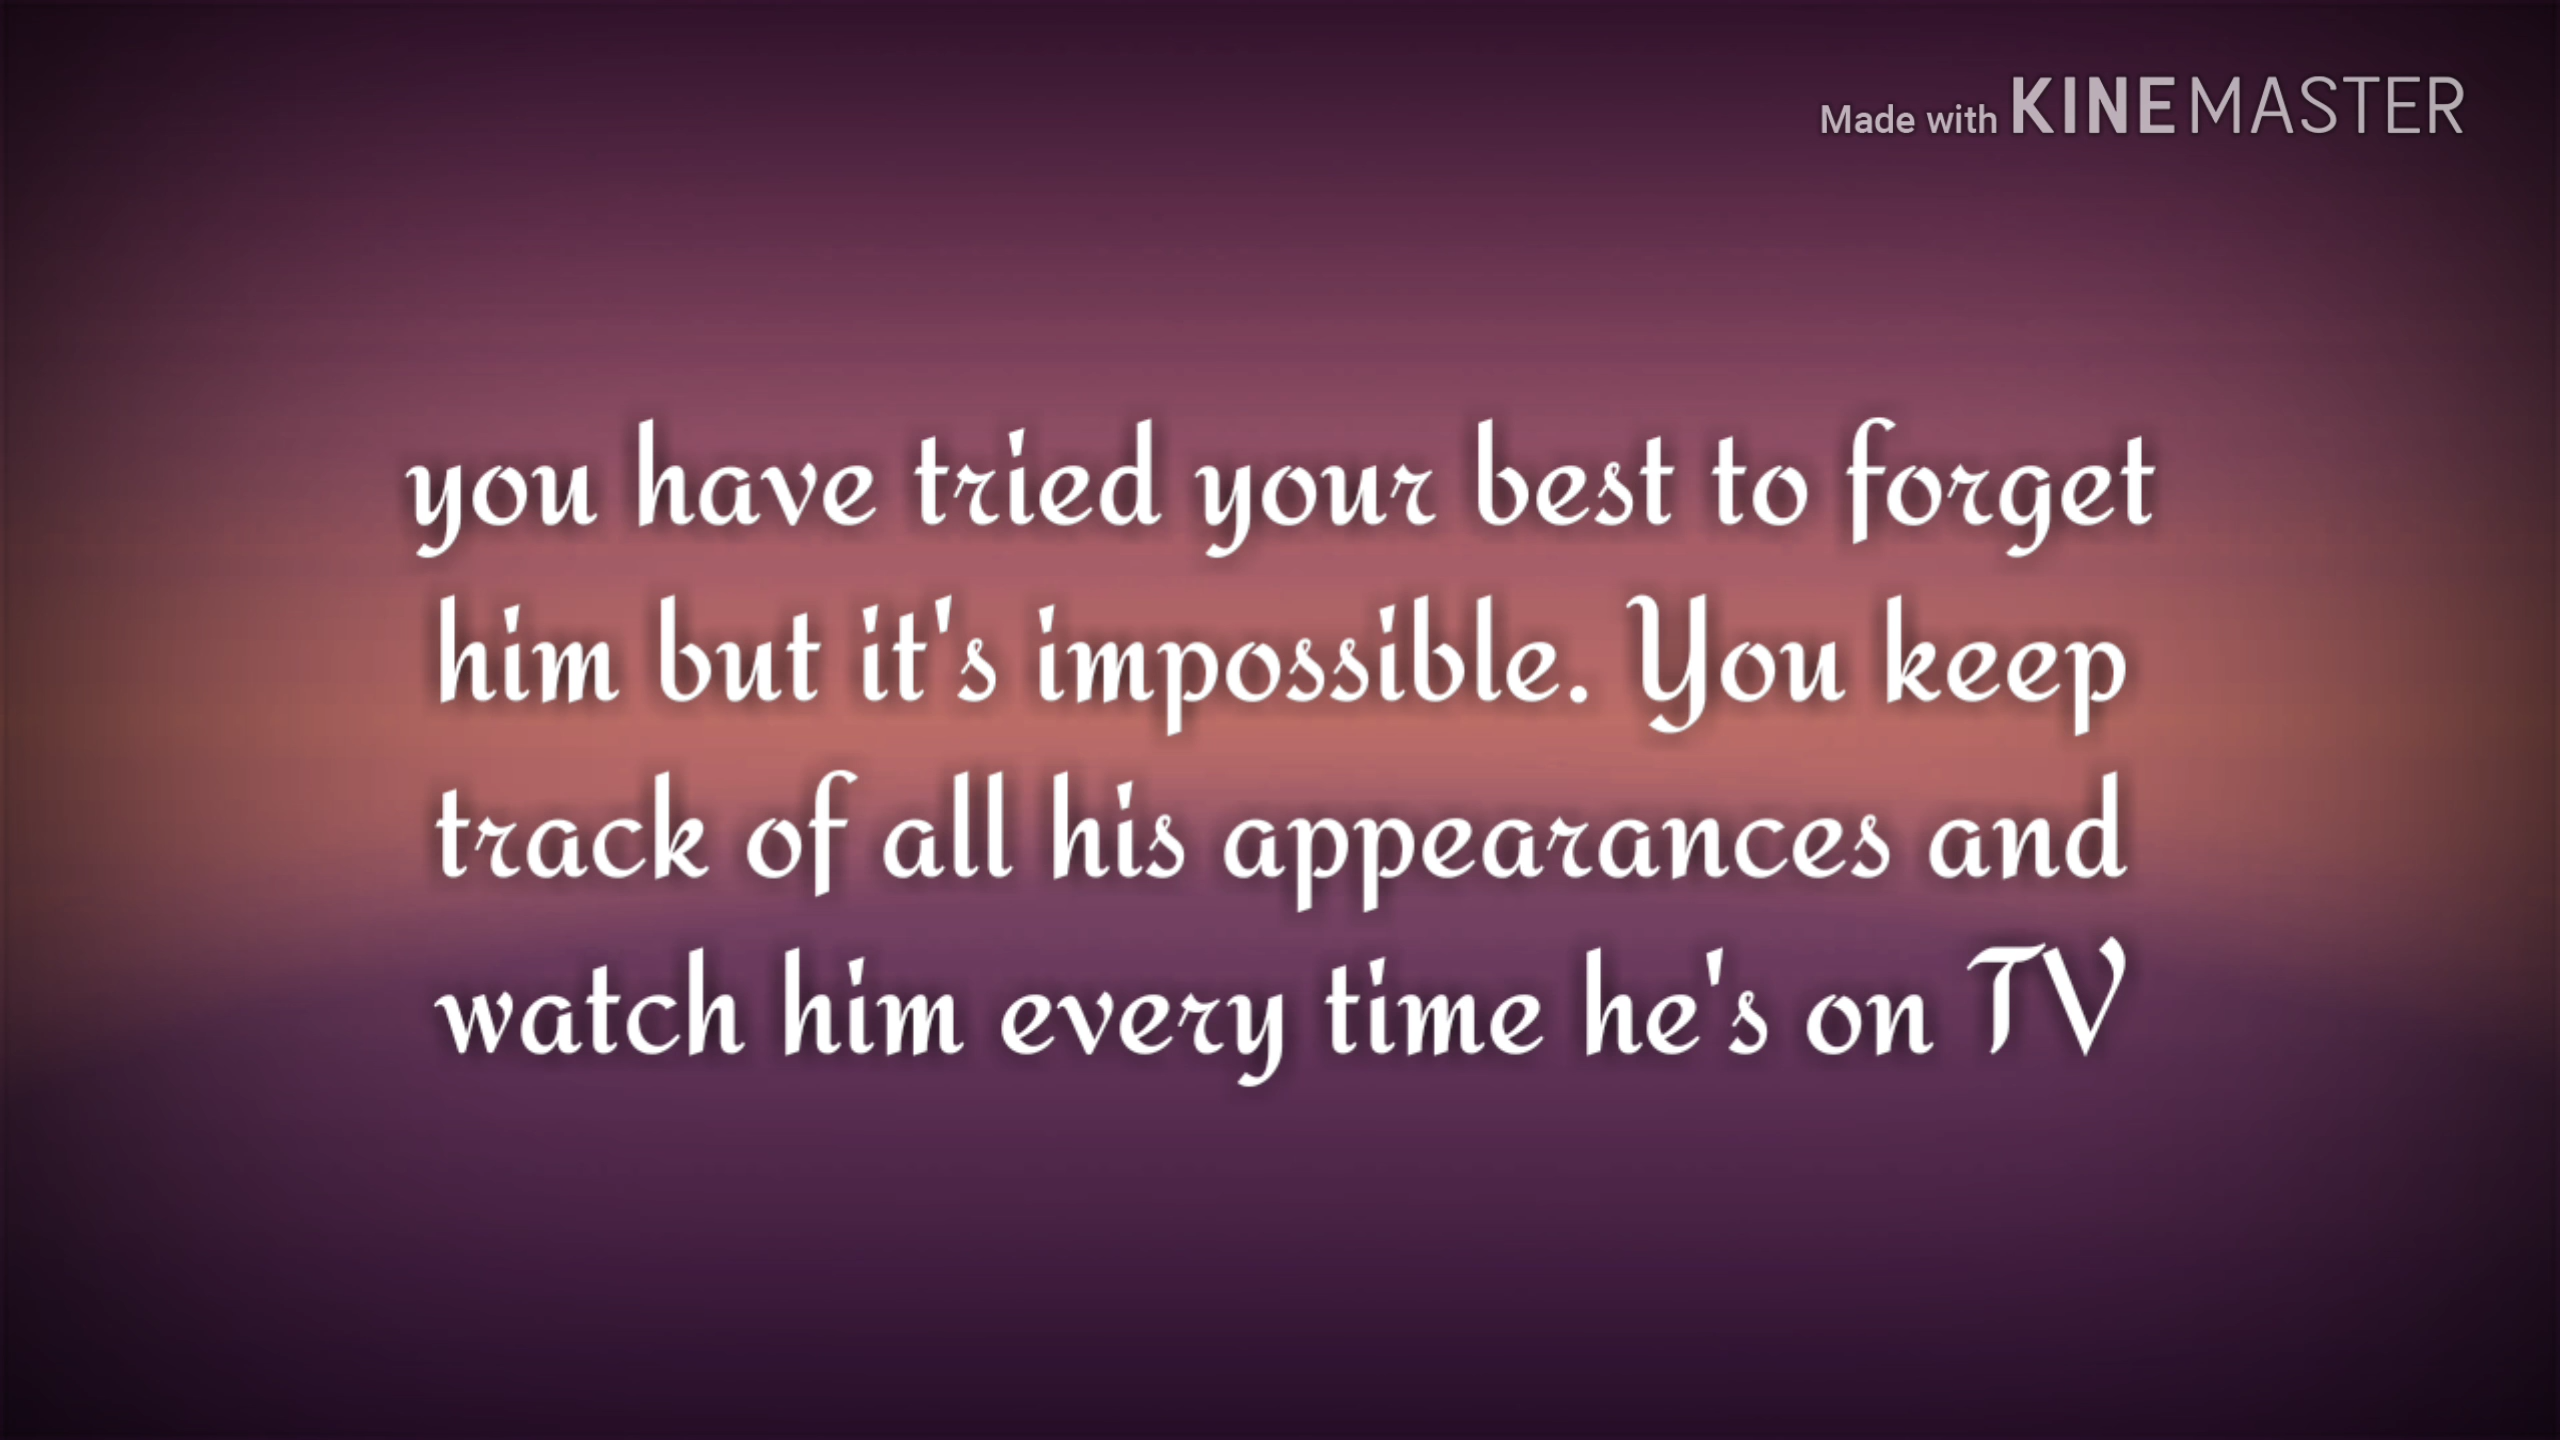 Made with KINEMASTER
you have tried your best to forget
him but it's impossible. You keep
track of all his appearances and
watch him every time he's on TV